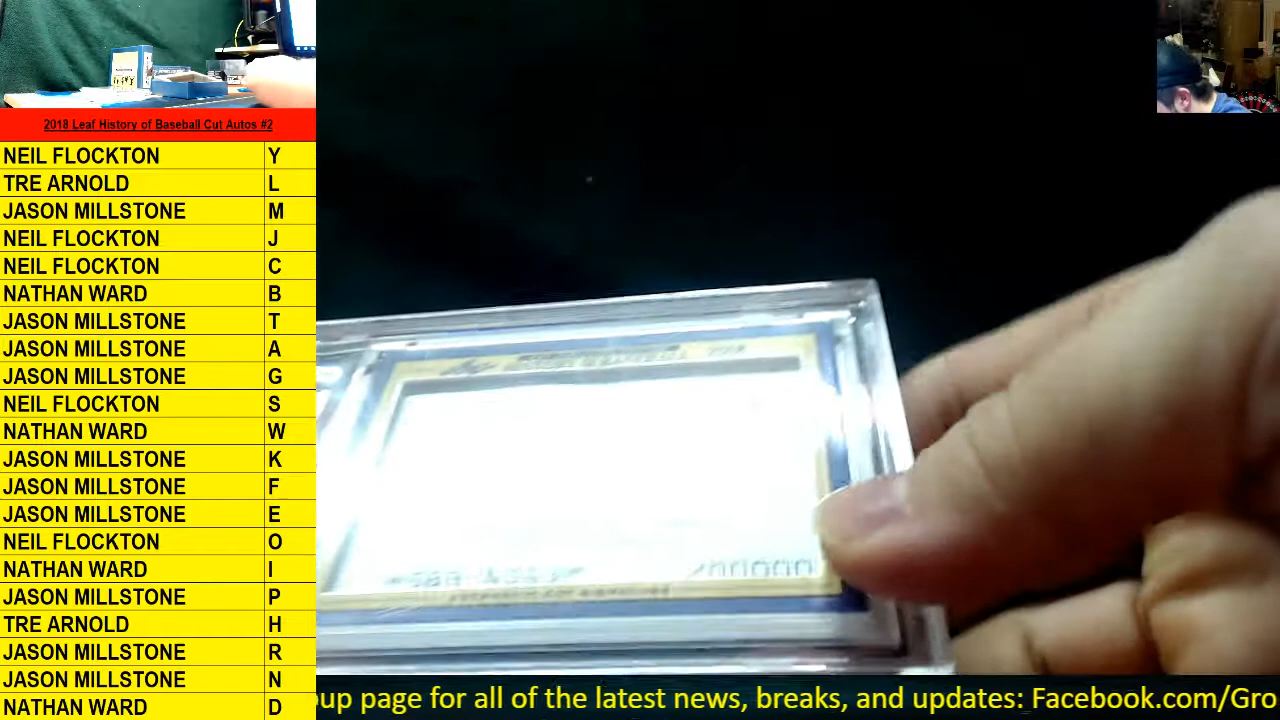 2018 Leaf History of Baseball Cut Autos #2
NEIL FLOCKTON Y
TRE ARNOLD L
JASON MILLSTONE M
NEIL FLOCKTON J
NEIL FLOCKTON C
NATHAN WARD B
JASON MILLSTONE T
JASON MILLSTONE A
JASON MILLSTONE G
NEIL FLOCKTON S
NATHAN WARD W
JASON MILLSTONE K
JASON MILLSTONE F
JASON MILLSTONE E
NEIL FLOCKTON O
NATHAN WARD I
JASON MILLSTONE P
TRE ARNOLD H
JASON MILLSTONE R
JASON MILLSTONE N
NATHAN WARD D
oup page for all of the latest news, breaks, and updates: Facebook.com/Gro